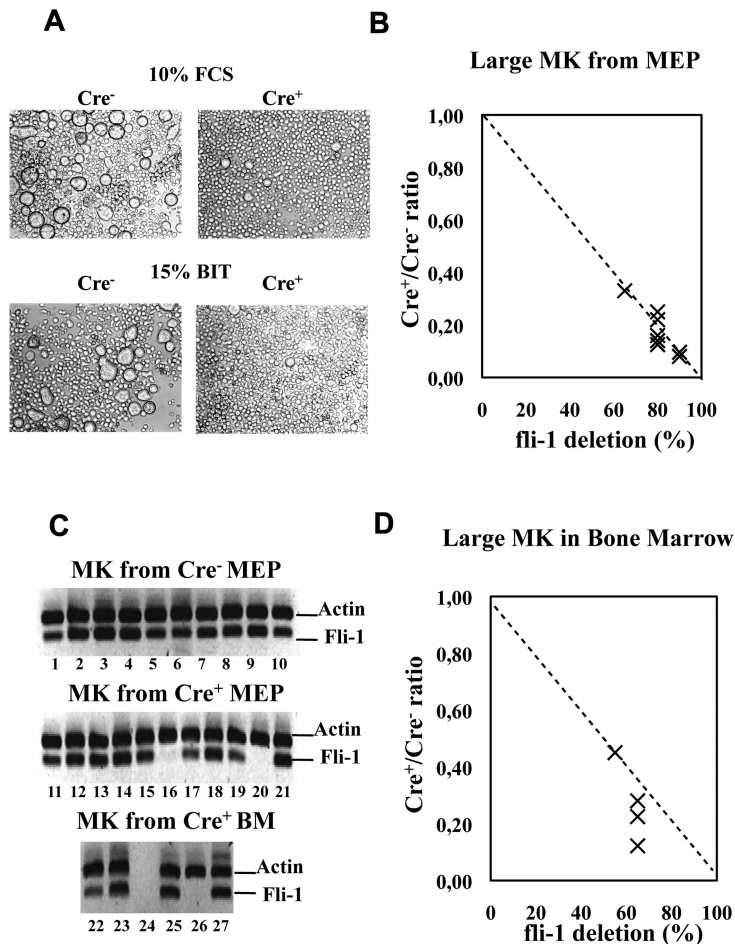 A
10% FCS
Cre⁻ Cre⁺
15% BIT
Cre⁻ Cre⁺
B
Large MK from MEP
Cre⁺/Cre⁻ ratio
1,00
0,80
0,60
0,40
0,20
0,00
0 20 40 60 80 100
fli-1 deletion (%)
C
MK from Cre⁻ MEP
Actin
Fli-1
1 2 3 4 5 6 7 8 9 10
MK from Cre⁺ MEP
Actin
Fli-1
11 12 13 14 15 16 17 18 19 20 21
MK from Cre⁺ BM
Actin
Fli-1
22 23 24 25 26 27
D
Large MK in Bone Marrow
Cre⁺/Cre⁻ ratio
1,00
0,80
0,60
0,40
0,20
0,00
0 20 40 60 80 100
fli-1 deletion (%)